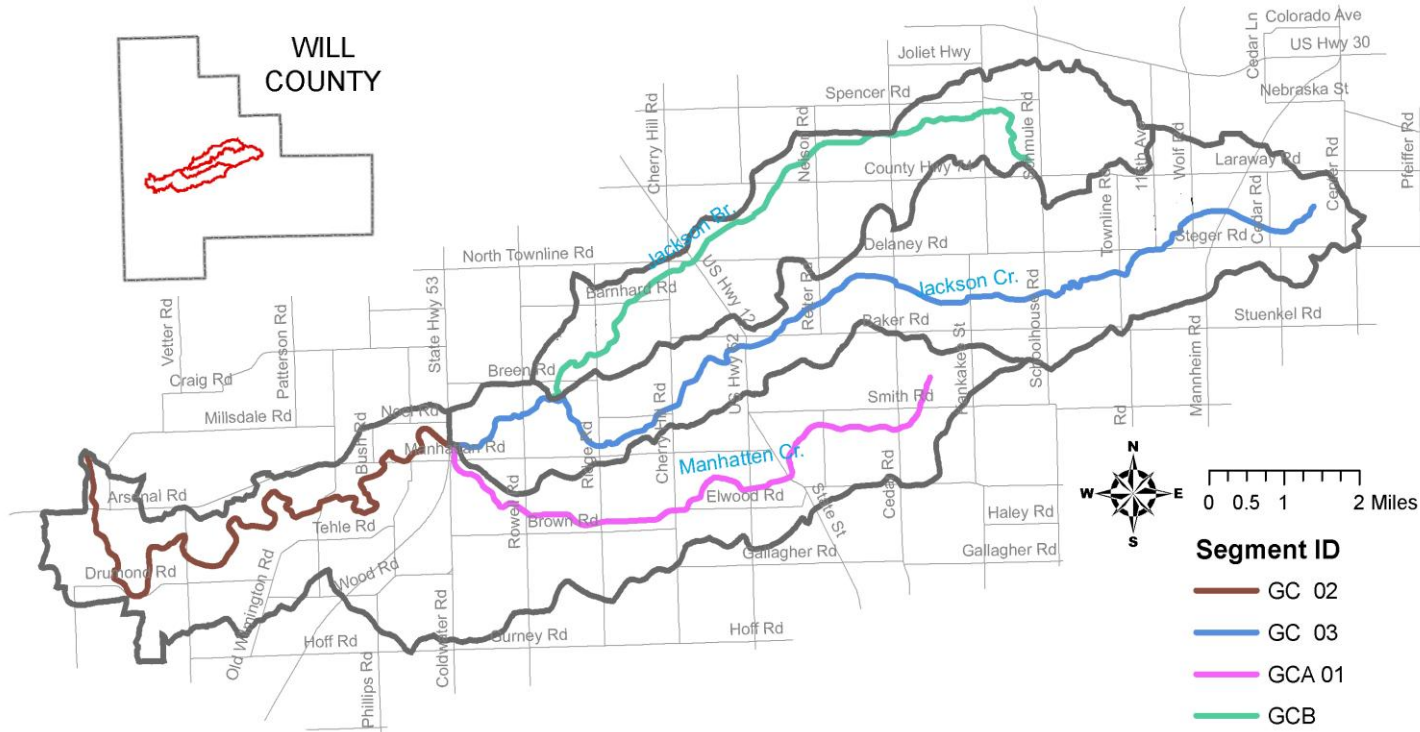 WILL
COUNTY
Colorado Ave
Cedar Ln
US Hwy 30
Joliet Hwy
Nebraska St
Spencer Rd
Cherry Hill Rd
Nelson Rd
Schmule Rd
116th Ave
Wolf Rd
Pfeiffer Rd
County Hwy 74
Laraway Rd
Center Rd
Townline Rd
Cedar Rd
Jackson Br.
Steger Rd
Delaney Rd
North Townline Rd
US Hwy 12
Reiter Rd
Jackson Cr.
State Hwy 53
Barnhard Rd
Vetter Rd
Patterson Rd
Baker Rd
Stuenkel Rd
Schoolhouse Rd
Kankakee St
Mannheim Rd
US Hwy 52
Craig Rd
Breen Rd
Smith Rd
Millsdale Rd
Noel Rd
Rd
Bush Rd
Manhattan Rd
Ridge Rd
Cherry Hill Rd
Manhatten Cr.
N
W
E
S
0 0.5 1 2 Miles
Arsenal Rd
Elwood Rd
Cedar Rd
State St
Tehle Rd
Rowell Rd
Brown Rd
Haley Rd
Gallagher Rd
Gallagher Rd
Drumond Rd
Wood Rd
Old Wilmington Rd
Hoff Rd
Coldwater Rd
Gurney Rd
Hoff Rd
Phillips Rd
Segment ID
GC 02
GC 03
GCA 01
GCB